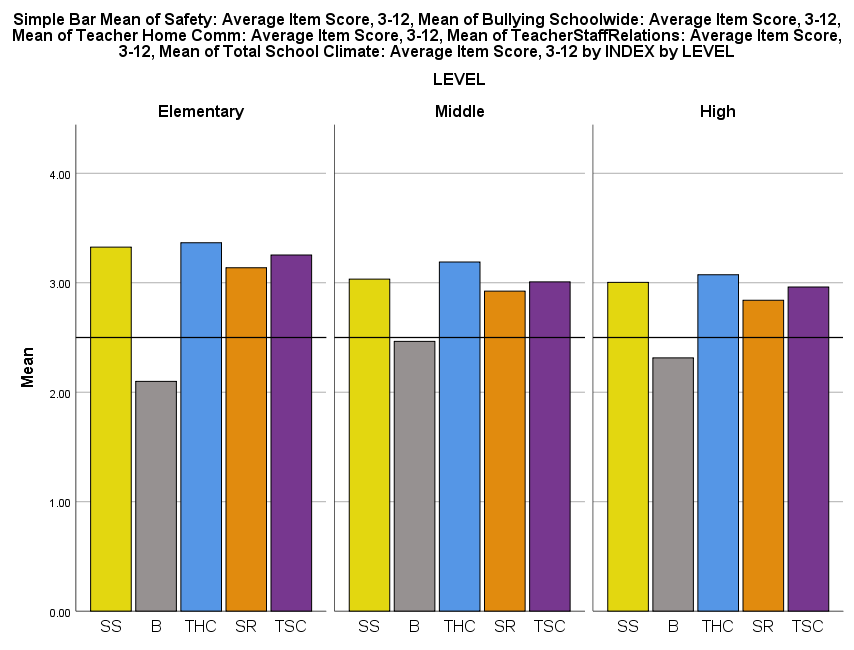 Simple Bar Mean of Safety: Average Item Score, 3-12, Mean of Bullying Schoolwide: Average Item Score, 3-12,
Mean of Teacher Home Comm: Average Item Score, 3-12, Mean of TeacherStaffRelations: Average Item Score,
3-12, Mean of Total School Climate: Average Item Score, 3-12 by INDEX by LEVEL
LEVEL
Elementary Middle High
4.00
3.00
2.00
1.00
0.00
Mean
SS B THC SR TSC SS B THC SR TSC SS B THC SR TSC